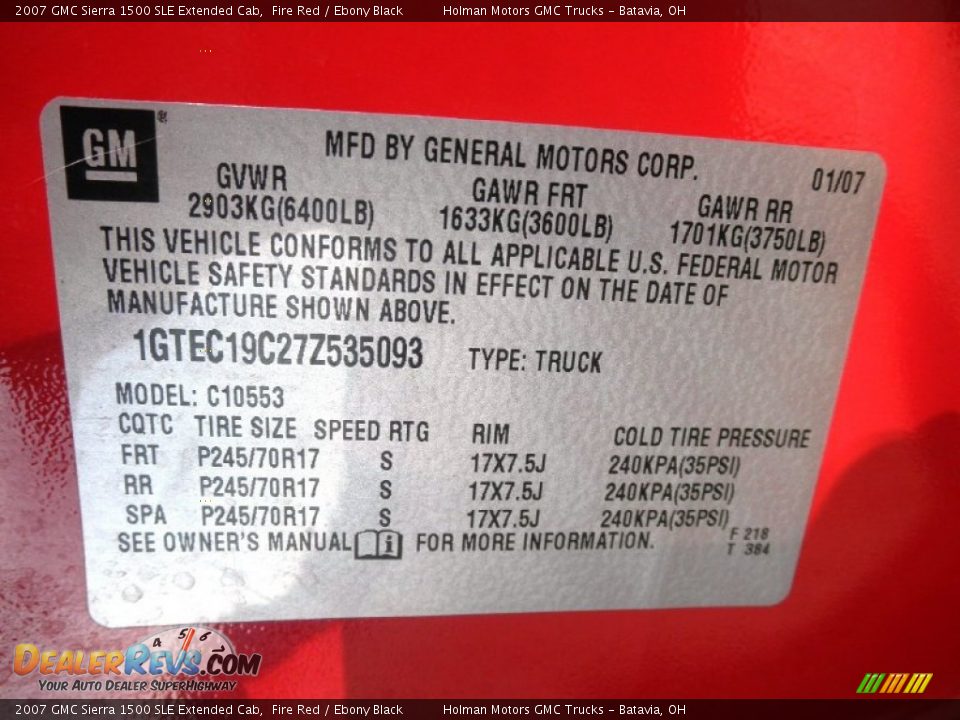 2007 GMC Sierra 1500 SLE Extended Cab, Fire Red / Ebony Black Holman Motors GMC Trucks - Batavia, OH
GM ®
MFD BY GENERAL MOTORS CORP. 01/07
GVWR GAWR FRT GAWR RR
2903KG(6400LB) 1633KG(3600LB) 1701KG(3750LB)
THIS VEHICLE CONFORMS TO ALL APPLICABLE U.S. FEDERAL MOTOR
VEHICLE SAFETY STANDARDS IN EFFECT ON THE DATE OF
MANUFACTURE SHOWN ABOVE.
1GTEC19C27Z535093 TYPE: TRUCK
MODEL: C10553
CQTC TIRE SIZE SPEED RTG RIM COLD TIRE PRESSURE
FRT P245/70R17 S 17X7.5J 240KPA(35PSI)
RR P245/70R17 S 17X7.5J 240KPA(35PSI)
SPA P245/70R17 S 17X7.5J 240KPA(35PSI)
SEE OWNER'S MANUAL i FOR MORE INFORMATION.
F 218
T 384
4 5 6
DEALERREVS.COM
YOUR AUTO DEALER SUPERHIGHWAY
2007 GMC Sierra 1500 SLE Extended Cab, Fire Red / Ebony Black Holman Motors GMC Trucks - Batavia, OH